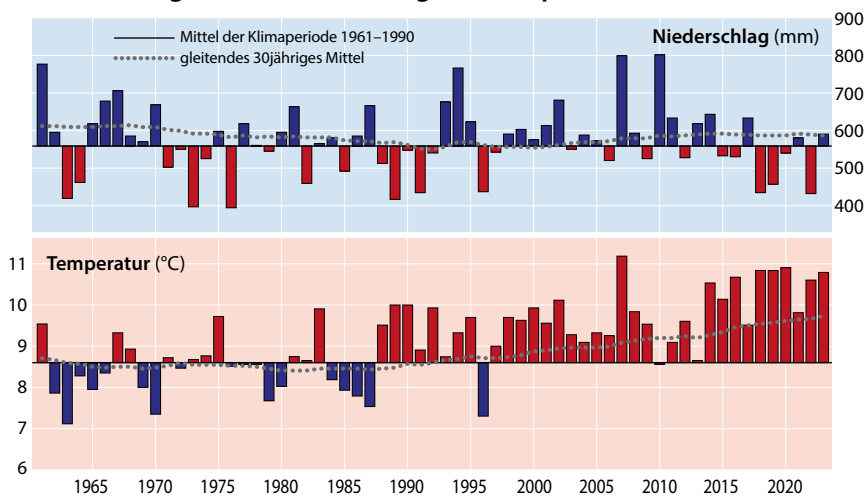 Mittel der Klimaperiode 1961–1990
gleitendes 30jähriges Mittel
Niederschlag (mm)
900
800
700
600
500
400
Temperatur (°C)
11
10
9
8
7
6
1965 1970 1975 1980 1985 1990 1995 2000 2005 2010 2015 2020